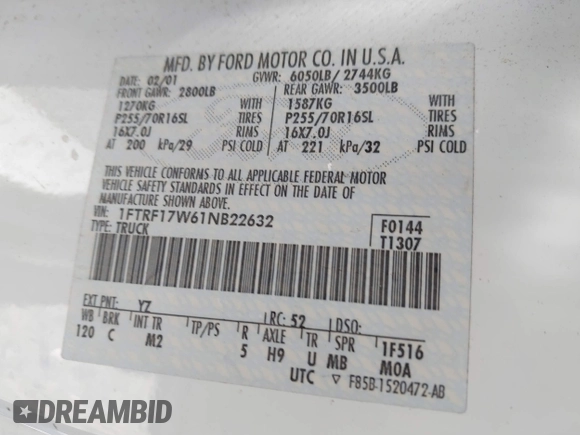 MFD. BY FORD MOTOR CO. IN U.S.A.
DATE: 02/01 GVWR: 6050LB/ 2744KG
FRONT GAWR: 2800LB REAR GAWR: 3500LB
1270KG 1587KG
P255/70R16SL TIRES P255/70R16SL TIRES
16X7.0J RIMS 16X7.0J RIMS
AT 200 kPa/29 PSI COLD AT 221 kPa/32 PSI COLD
THIS VEHICLE CONFORMS TO ALL APPLICABLE FEDERAL MOTOR
VEHICLE SAFETY STANDARDS IN EFFECT ON THE DATE OF
MANUFACTURE SHOWN ABOVE.
VIN: 1FTRF17W61NB22632 F0144
TYPE: TRUCK T1307
EXT PNT: YZ RC: 52 DSO:
WB BRK INT TR TP/PS R AXLE TR SPR 1F516
120 C M2 5 H9 U MB M0A
UTC ▽ F85B-1520472-AB
DREAMBID